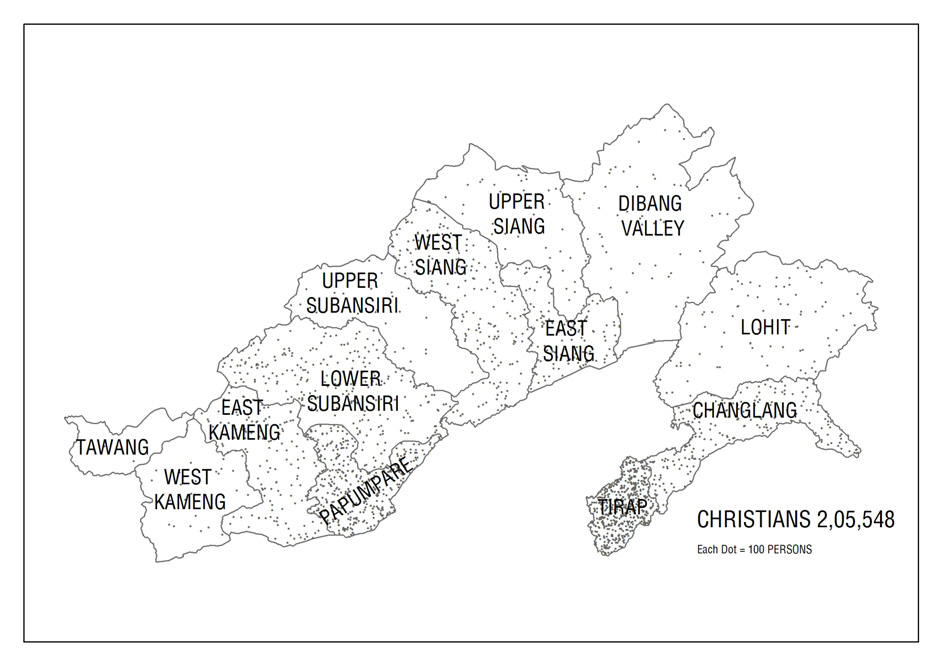 UPPER
SIANG
DIBANG
VALLEY
WEST
SIANG
UPPER
SUBANSIRI
EAST
SIANG
LOHIT
LOWER
SUBANSIRI
EAST
KAMENG
CHANGLANG
TAWANG
WEST
KAMENG
PAPUMPARE
TIRAP
CHRISTIANS 2,05,548
Each Dot = 100 PERSONS